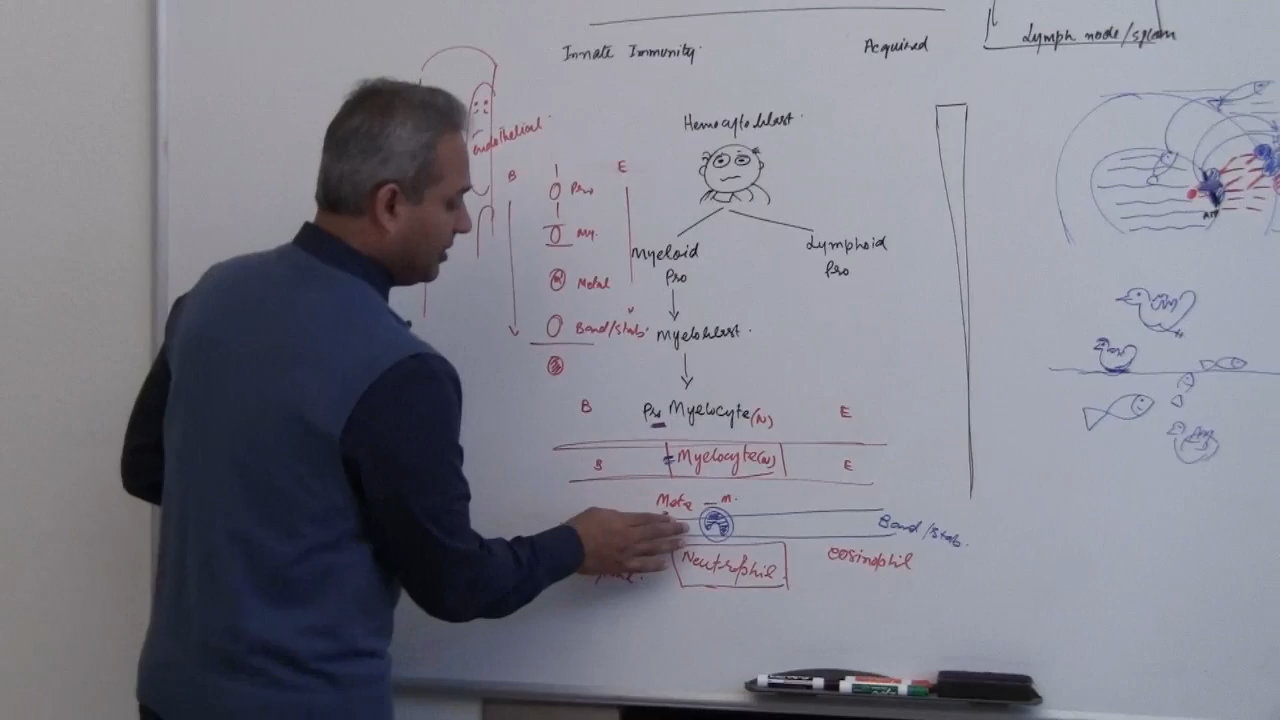 Lymph node/spleen
Innate Immunity
Acquired
Hemocytoblast
endothelial
B
E
Pro
My.
Metal
Band/stab
Myeloid
Pro
Lymphoid
Pro
Myeloblast
B
Pro Myelocyte(N)
E
B
Myelocyte(N)
E
Meta - m.
Band/stab.
Neutrophil
eosinophil